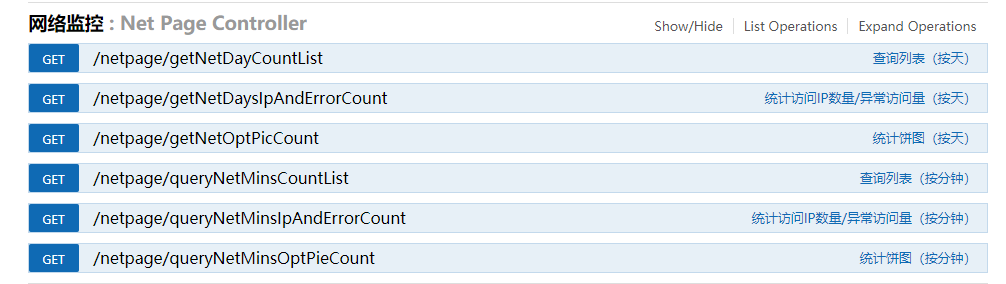 网络监控 : Net Page Controller Show/Hide List Operations Expand Operations
GET /netpage/getNetDayCountList 查询列表（按天）
GET /netpage/getNetDaysIpAndErrorCount 统计访问IP数量/异常访问量（按天）
GET /netpage/getNetOptPicCount 统计饼图（按天）
GET /netpage/queryNetMinsCountList 查询列表（按分钟）
GET /netpage/queryNetMinsIpAndErrorCount 统计访问IP数量/异常访问量（按分钟）
GET /netpage/queryNetMinsOptPieCount 统计饼图（按分钟）